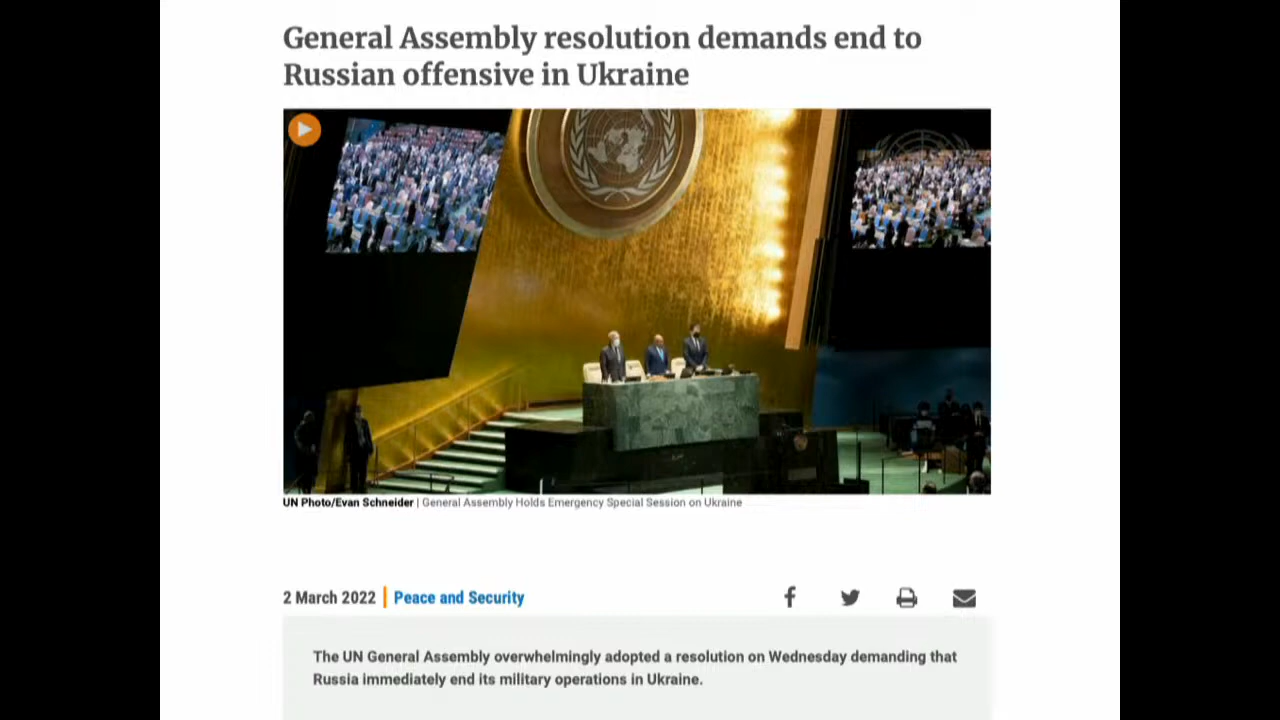 General Assembly resolution demands end to
Russian offensive in Ukraine
UN Photo/Evan Schneider | General Assembly Holds Emergency Special Session on Ukraine
2 March 2022 | Peace and Security
The UN General Assembly overwhelmingly adopted a resolution on Wednesday demanding that
Russia immediately end its military operations in Ukraine.